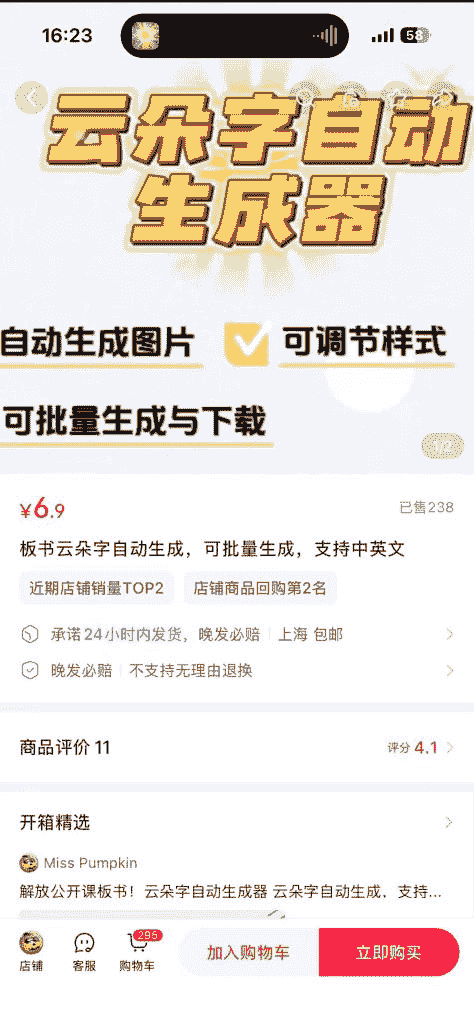 16:23
58
云朵字自动
生成器
自动生成图片 可调节样式
可批量生成与下载
1/2
¥6.9 已售238
板书云朵字自动生成，可批量生成，支持中英文
近期店铺销量TOP2 店铺商品回购第2名
承诺24小时内发货，晚发必赔 上海 包邮
晚发必赔 不支持无理由退换
商品评价 11 评分 4.1
开箱精选
Miss Pumpkin
解放公开课板书！云朵字自动生成器 云朵字自动生成，支持...
295
店铺 客服 购物车 加入购物车 立即购买